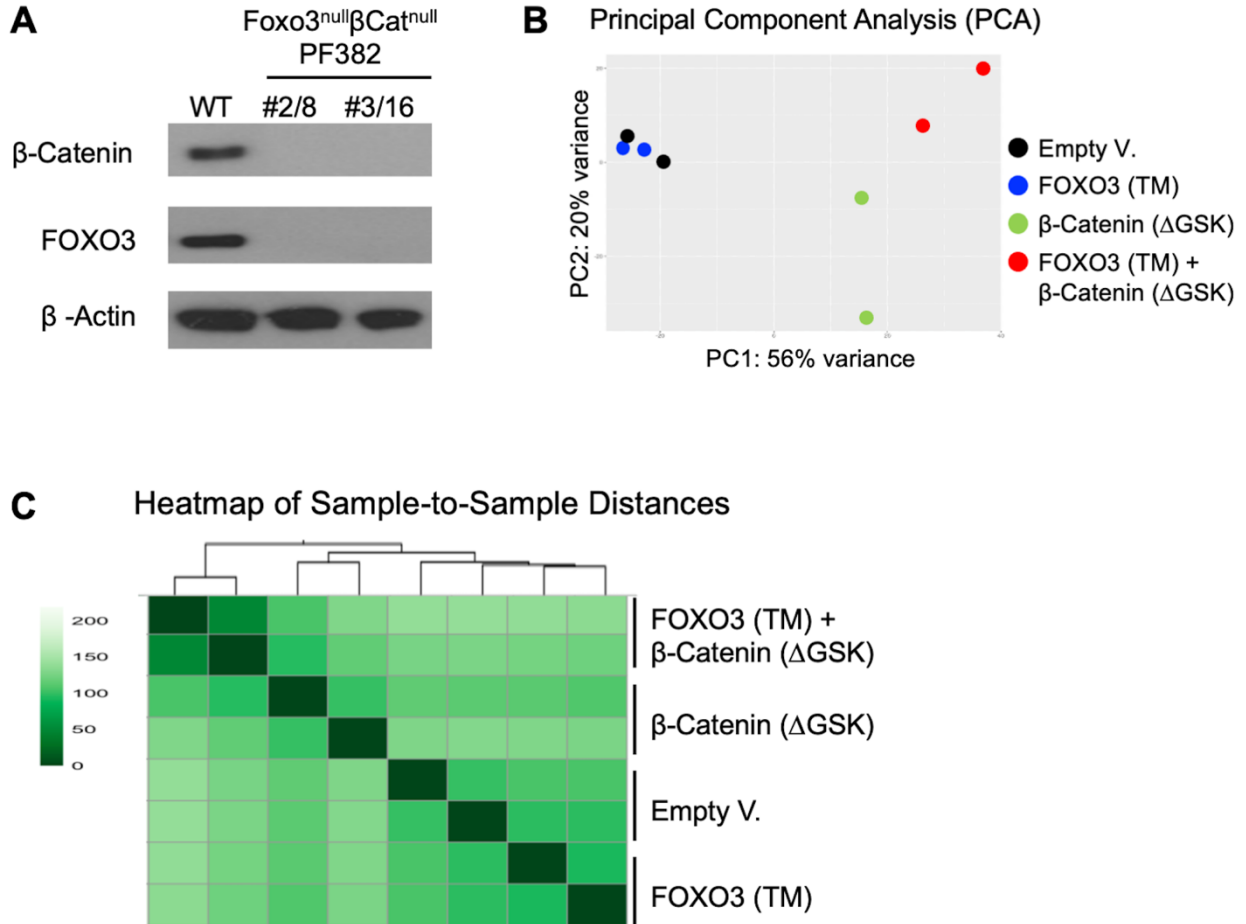 A
Foxo3ⁿᵘˡˡβCatⁿᵘˡˡ
PF382
WT #2/8 #3/16
β-Catenin
FOXO3
β -Actin
B
Principal Component Analysis (PCA)
PC2: 20% variance
PC1: 56% variance
Empty V.
FOXO3 (TM)
β-Catenin (ΔGSK)
FOXO3 (TM) +
β-Catenin (ΔGSK)
C
Heatmap of Sample-to-Sample Distances
200
150
100
50
0
FOXO3 (TM) +
β-Catenin (ΔGSK)
β-Catenin (ΔGSK)
Empty V.
FOXO3 (TM)